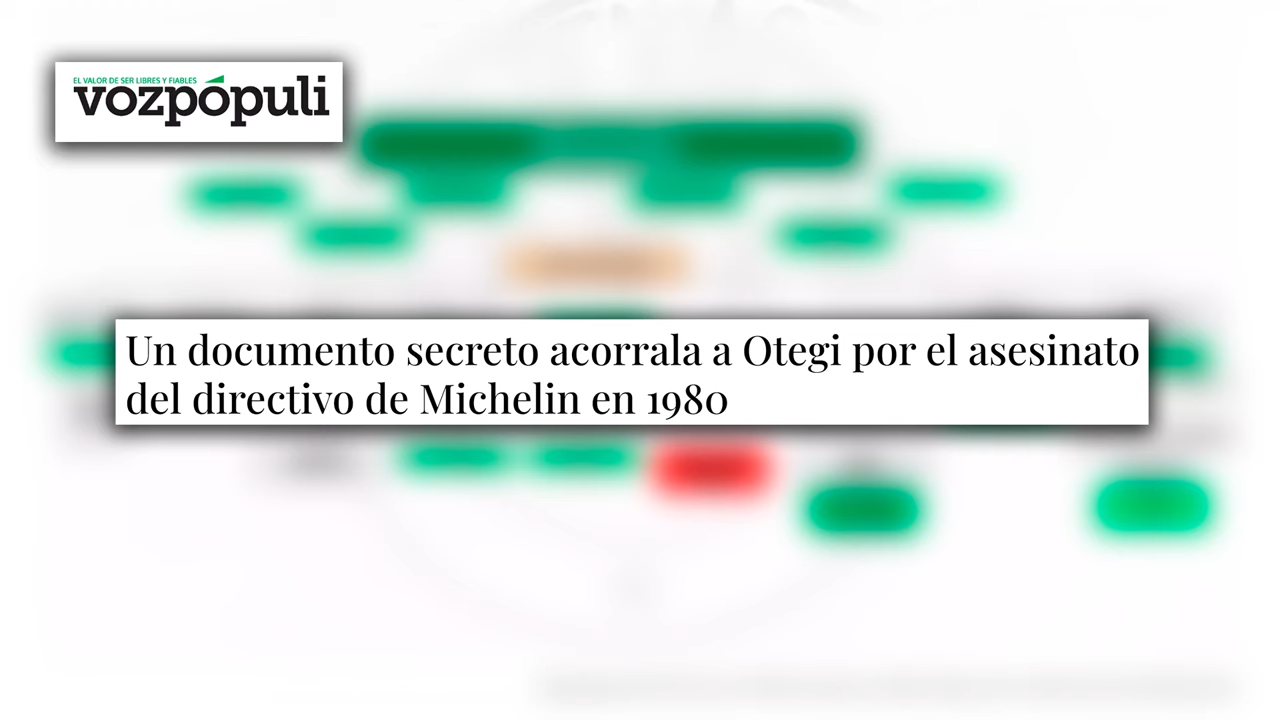 EL VALOR DE SER LIBRES Y FIABLES
vozpópuli
Un documento secreto acorrala a Otegi por el asesinato
del directivo de Michelin en 1980